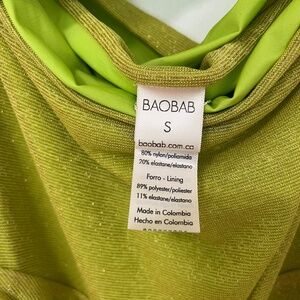 BAOBAB
S
baobab.com.co
80% nylon/poliamida
20% elastane/elastano
Forro - Lining
89% polyester/poliester
11% elastane/elastano
Made in Colombia
Hecho en Colombia